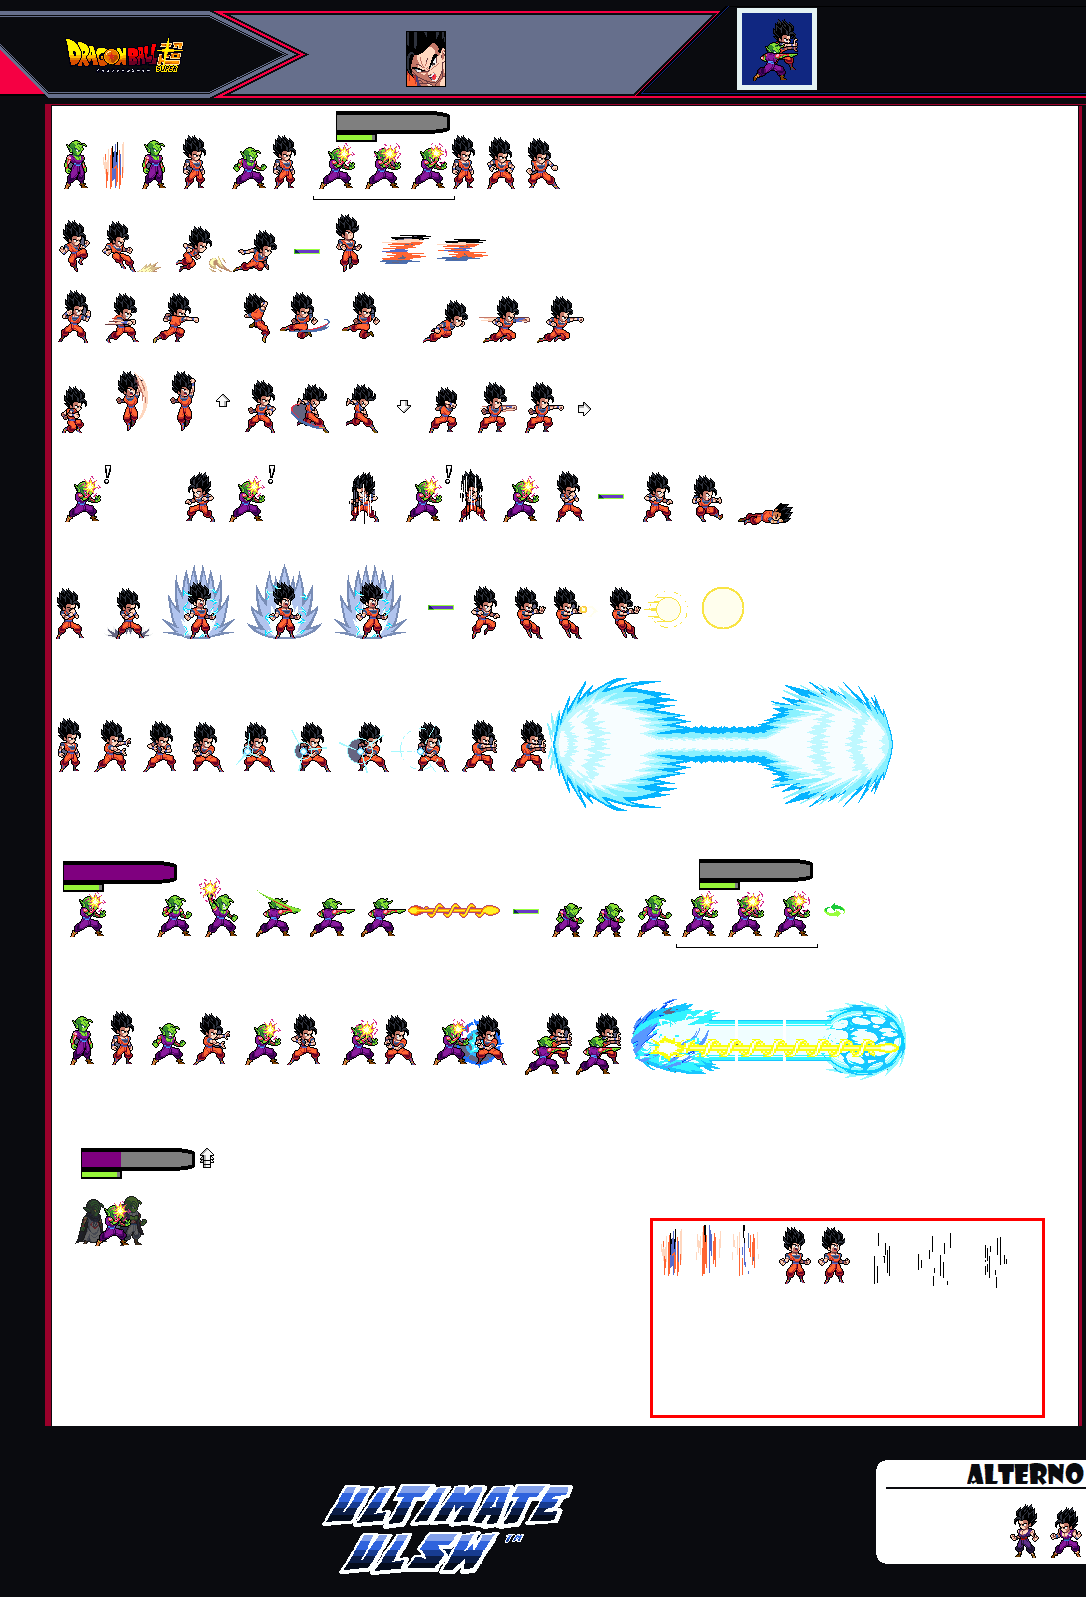 DRAGON BALL
超
SUPER
!
!
!
ULTIMATE
ULSW ™
ALTERNO